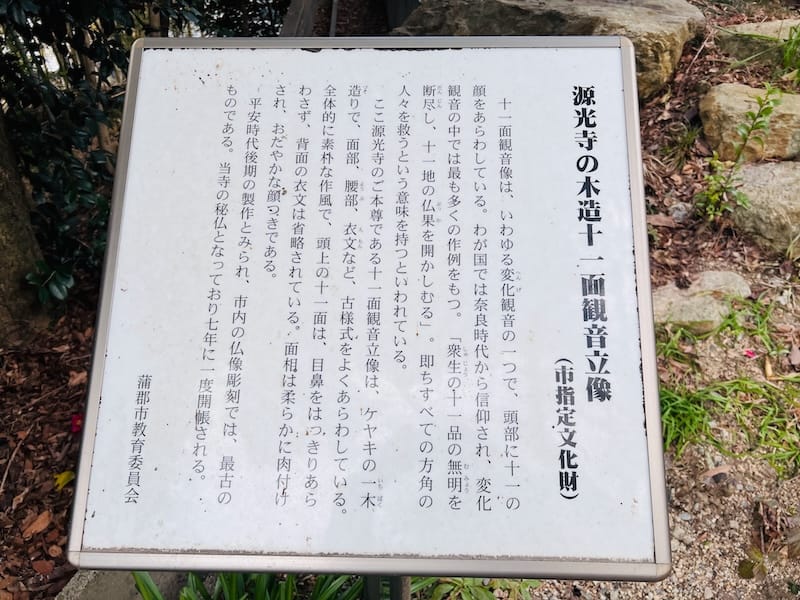 源光寺の木造十一面観音立像
(市指定文化財)
十一面観音像は、いわゆる変化観音の一つで、頭部に十一の
顔をあらわしている。わが国では奈良時代から信仰され、変化
観音の中では最も多くの作例をもつ。「衆生の十一品の無明を
断尽し、十一地の仏果を開かしむる」。即ちすべての方角の
人々を救うという意味を持つといわれている。
ここ源光寺のご本尊である十一面観音立像は、ケヤキの一木
造りで、面部、腰部、衣文など、古様式をよくあらわしている。
全体的に素朴な作風で、頭上の十一面は、目鼻をはっきりあら
わさず、背面の衣文は省略されている。面相は柔らかに肉付け
され、おだやかな顔つきである。
平安時代後期の製作とみられ、市内の仏像彫刻では、最古の
ものである。当寺の秘仏となっており七年に一度開帳される。
蒲郡市教育委員会